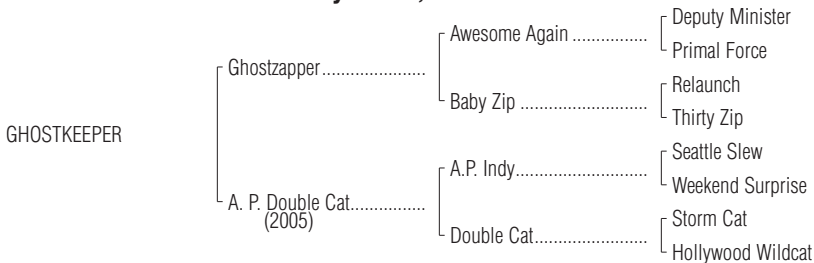 Deputy Minister
Awesome Again ................
Primal Force
Ghostzapper......................
Relaunch
Baby Zip ...........................
Thirty Zip
GHOSTKEEPER
Seattle Slew
A.P. Indy............................
Weekend Surprise
A. P. Double Cat................
(2005)
Storm Cat
Double Cat........................
Hollywood Wildcat